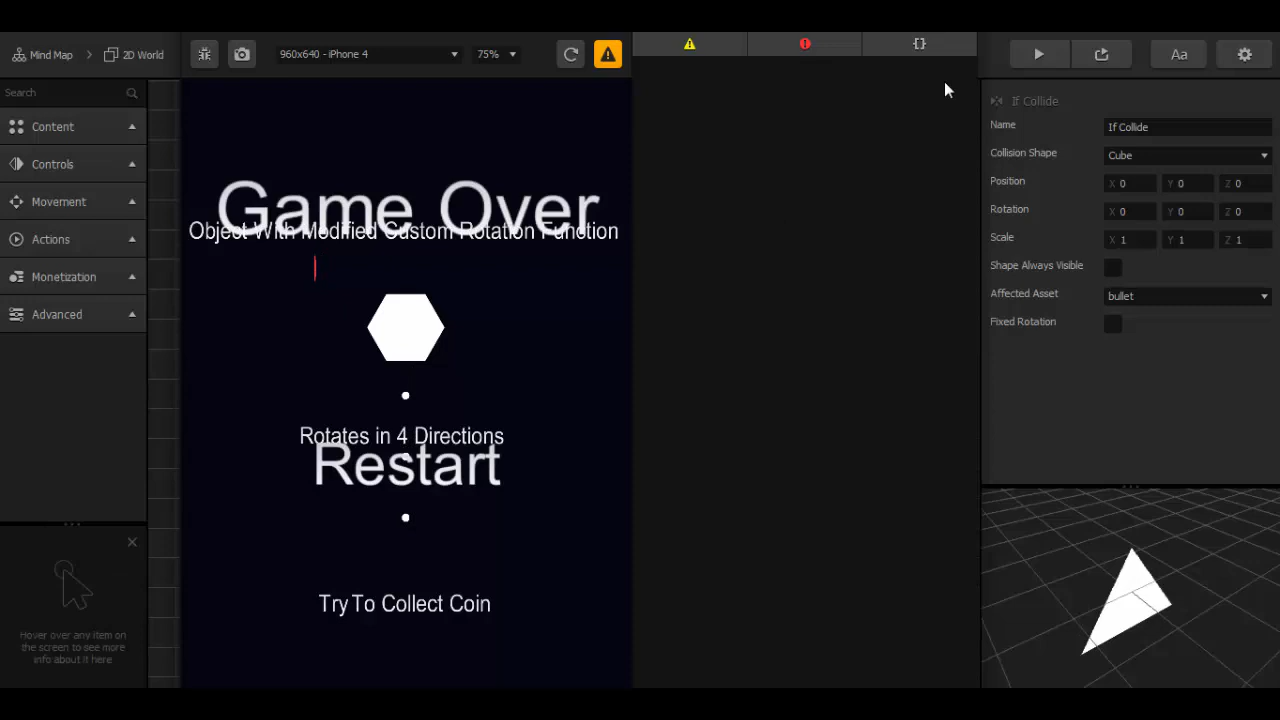 Mind Map
2D World
960x640 - iPhone 4
75%
{}
Aa
Search
Content
Controls
Movement
Actions
Monetization
Advanced
Hover over any item on
the screen to see more
info about it here
Game Over
Object With Modified Custom Rotation Function
Rotates in 4 Directions
Restart
Try To Collect Coin
If Collide
Name If Collide
Collision Shape Cube
Position X 0 Y 0 Z 0
Rotation X 0 Y 0 Z 0
Scale X 1 Y 1 Z 1
Shape Always Visible
Affected Asset bullet
Fixed Rotation